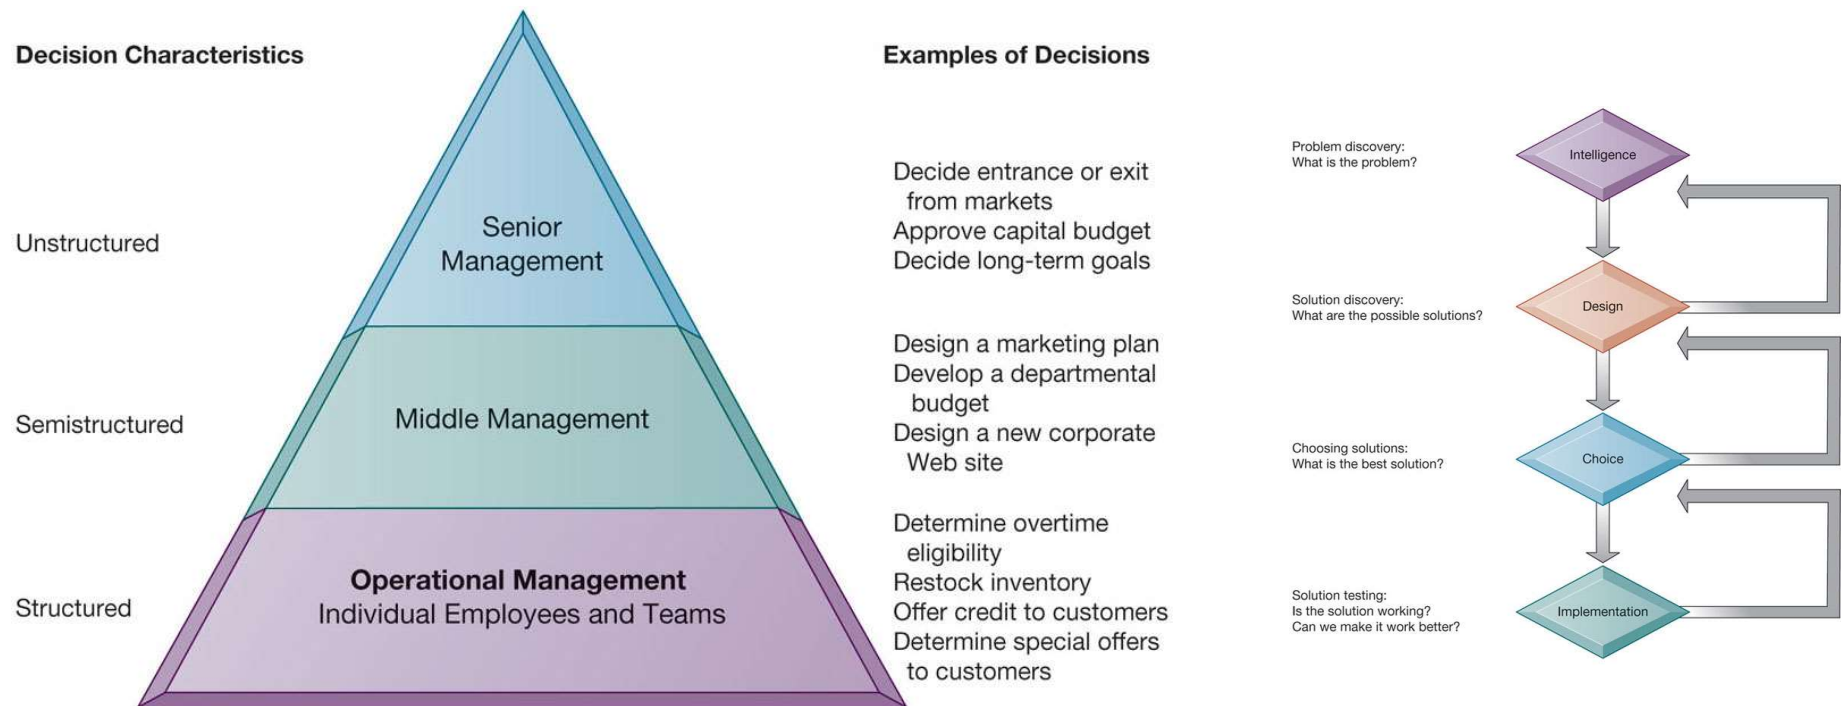 Decision Characteristics
Unstructured
Semistructured
Structured
Senior
Management
Middle Management
Operational Management
Individual Employees and Teams
Examples of Decisions
Decide entrance or exit
from markets
Approve capital budget
Decide long-term goals
Design a marketing plan
Develop a departmental
budget
Design a new corporate
Web site
Determine overtime
eligibility
Restock inventory
Offer credit to customers
Determine special offers
to customers
Problem discovery:
What is the problem?
Intelligence
Solution discovery:
What are the possible solutions?
Design
Choosing solutions:
What is the best solution?
Choice
Solution testing:
Is the solution working?
Can we make it work better?
Implementation